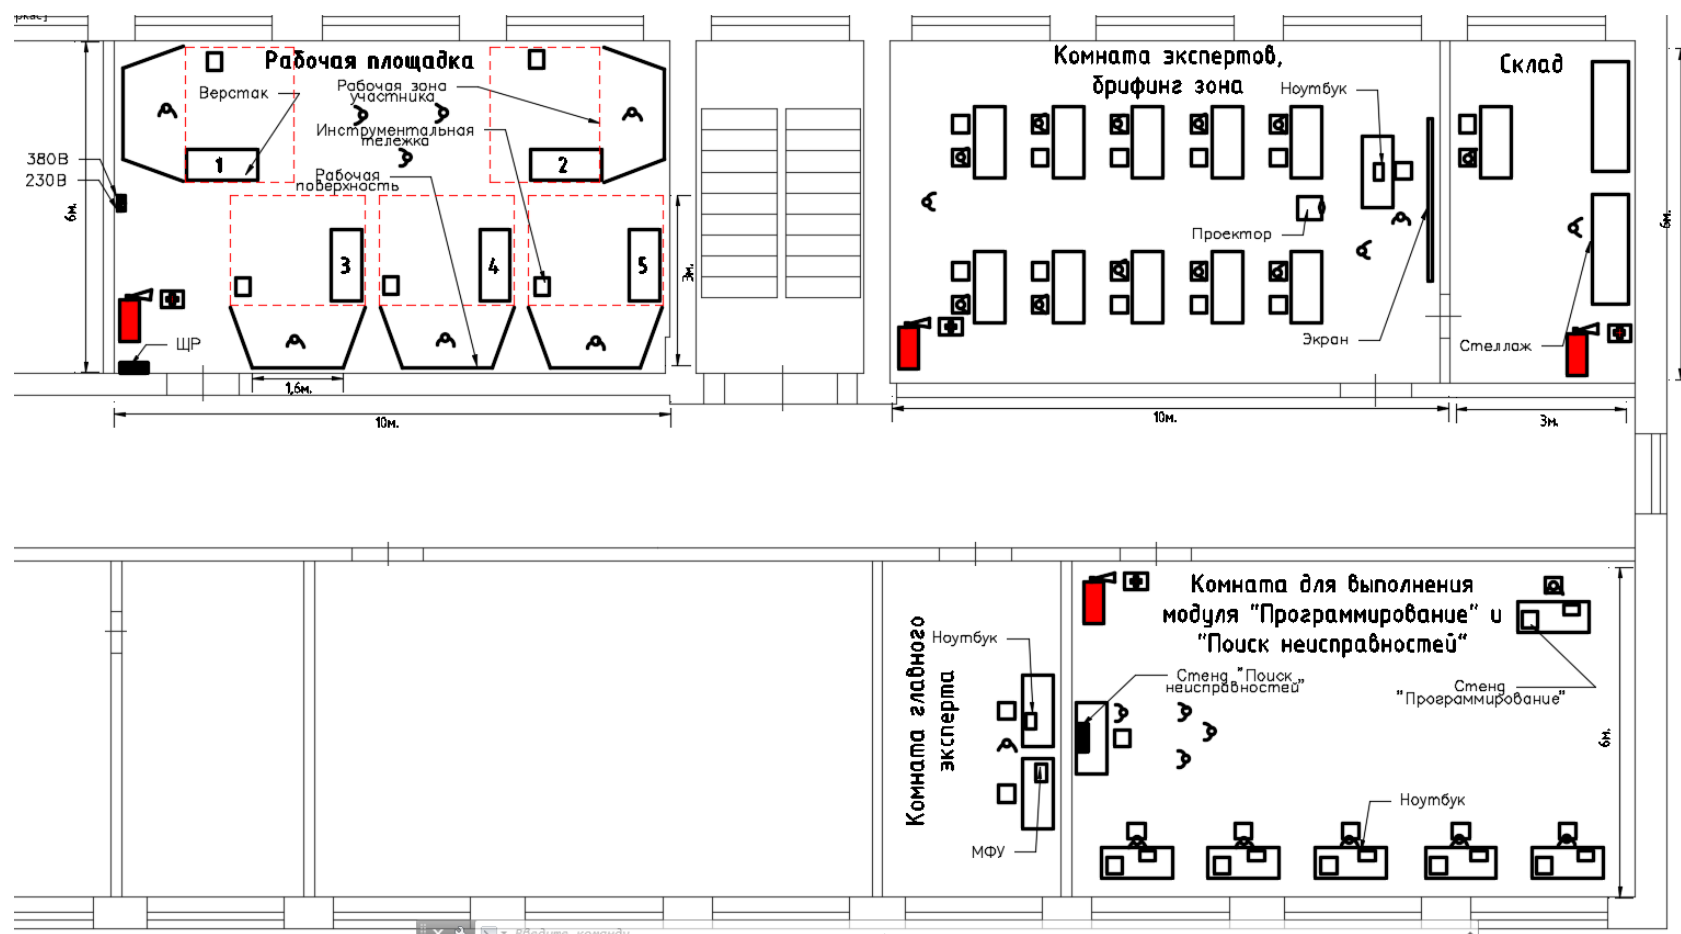 Рабочая площадка
Верстак
Рабочая зона
участника
Инструментальная
тележка
Рабочая
поверхность
380В
230В
6м.
1
2
3
4
5
3м.
ЩР
1,6м.
10м.
Комната экспертов,
брифинг зона
Ноутбук
Проектор
Экран
10м.
Склад
Стеллаж
6м.
3м.
Комната главного
эксперта
Ноутбук
МФУ
Комната для выполнения
модуля "Программирование" и
"Поиск неисправностей"
Стенд "Поиск
неисправностей"
Стенд
"Программирование"
6м.
Ноутбук
Введите команду